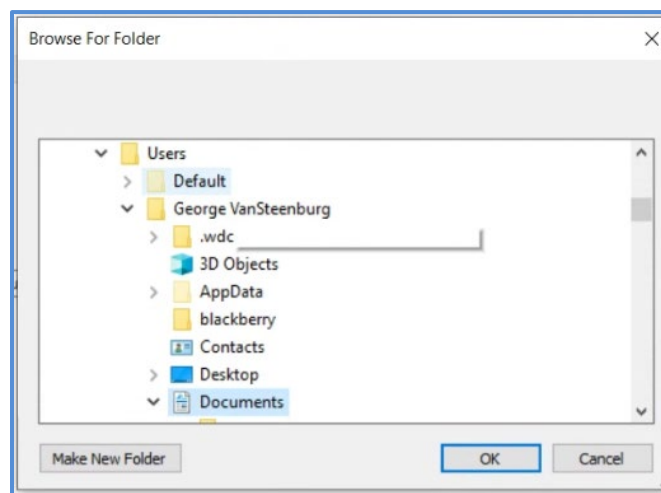 Browse For Folder
Users
Default
George VanSteenburg
.wdc
3D Objects
AppData
blackberry
Contacts
Desktop
Documents
Make New Folder
OK
Cancel